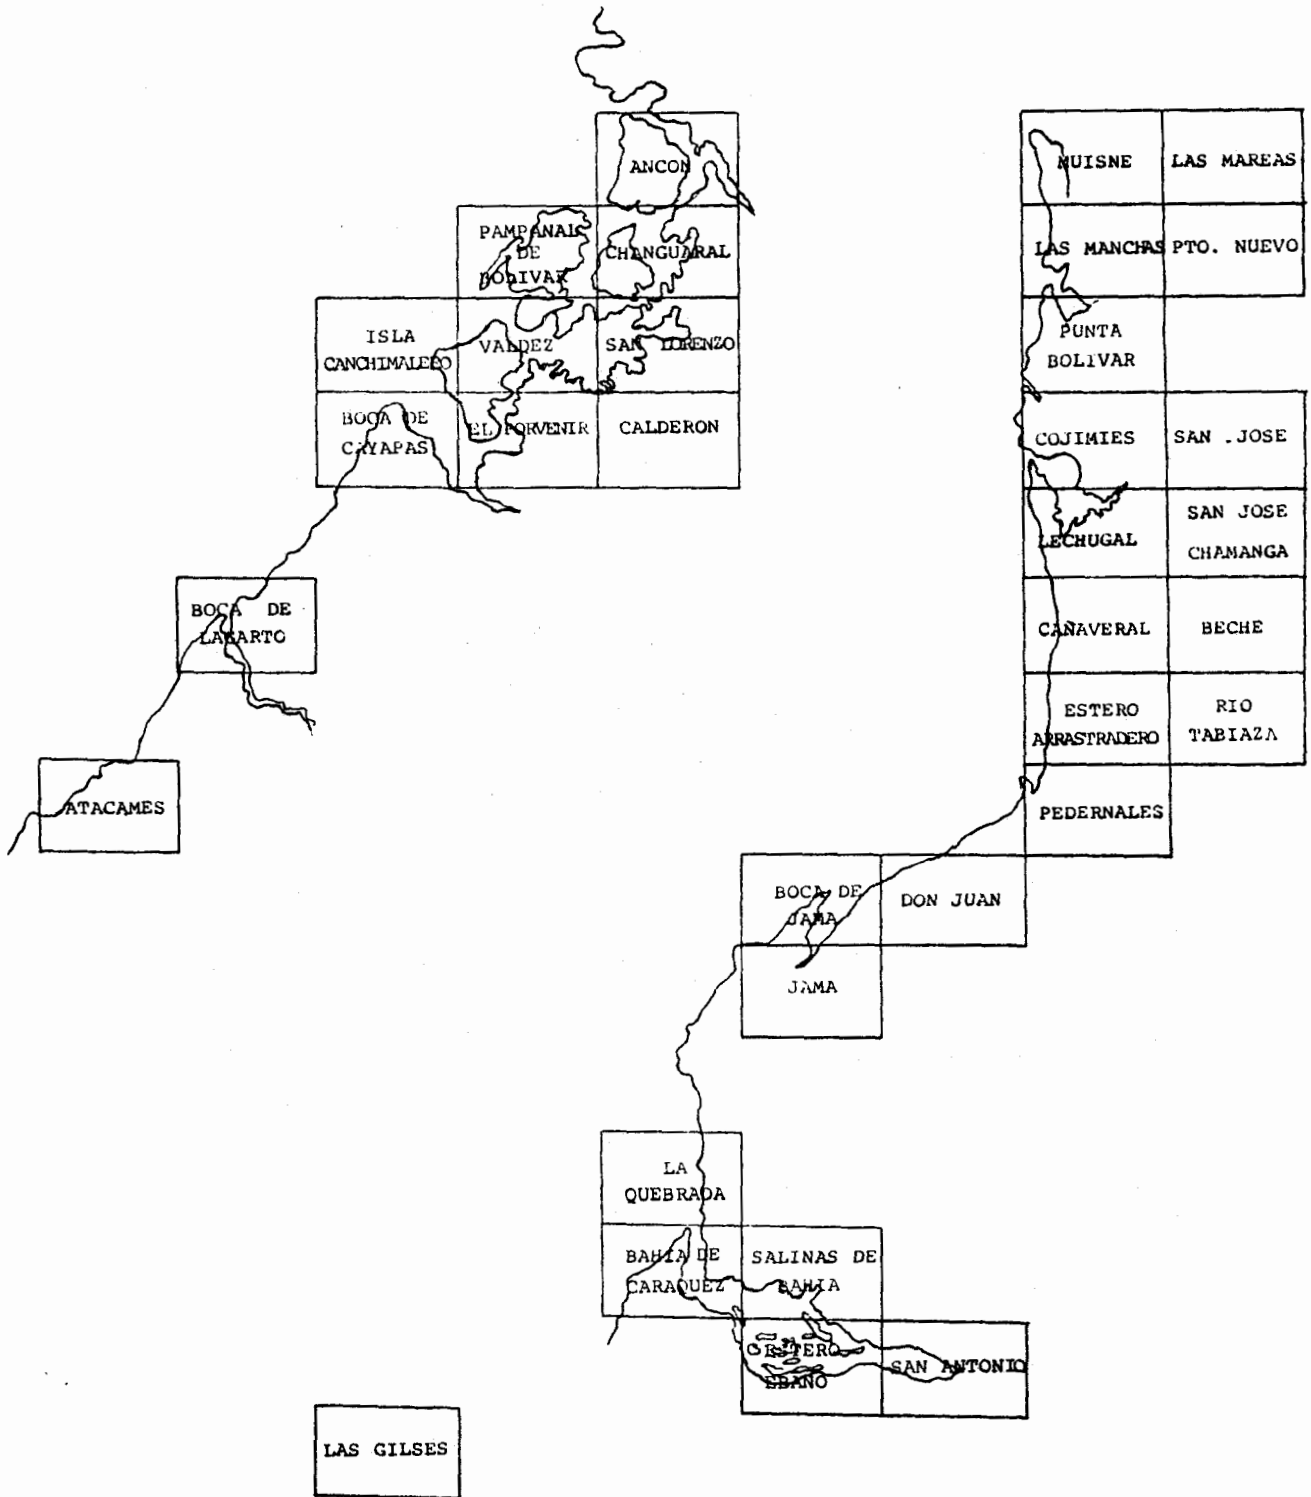 ANCON
PAMPANAL
DE
BOLIVAR
CHANGUARAL
ISLA
CANCHIMALERO
VALDEZ
SAN LORENZO
BOCA DE
CAYAPAS
EL PORVENIR
CALDERON
BOCA DE
LAGARTO
ATACAMES
MUISNE
LAS MAREAS
LAS MANCHAS
PTO. NUEVO
PUNTA
BOLIVAR
COJIMIES
SAN .JOSE
LECHUGAL
SAN JOSE
CHAMANGA
CAÑAVERAL
BECHE
ESTERO
ARRASTRADERO
RIO
TABIAZA
PEDERNALES
BOCA DE
JAMA
DON JUAN
JAMA
LA
QUEBRADA
BAHIA DE
CARAQUEZ
SALINAS DE
BAHIA
ESTERO
EBANO
SAN ANTONIO
LAS GILSES